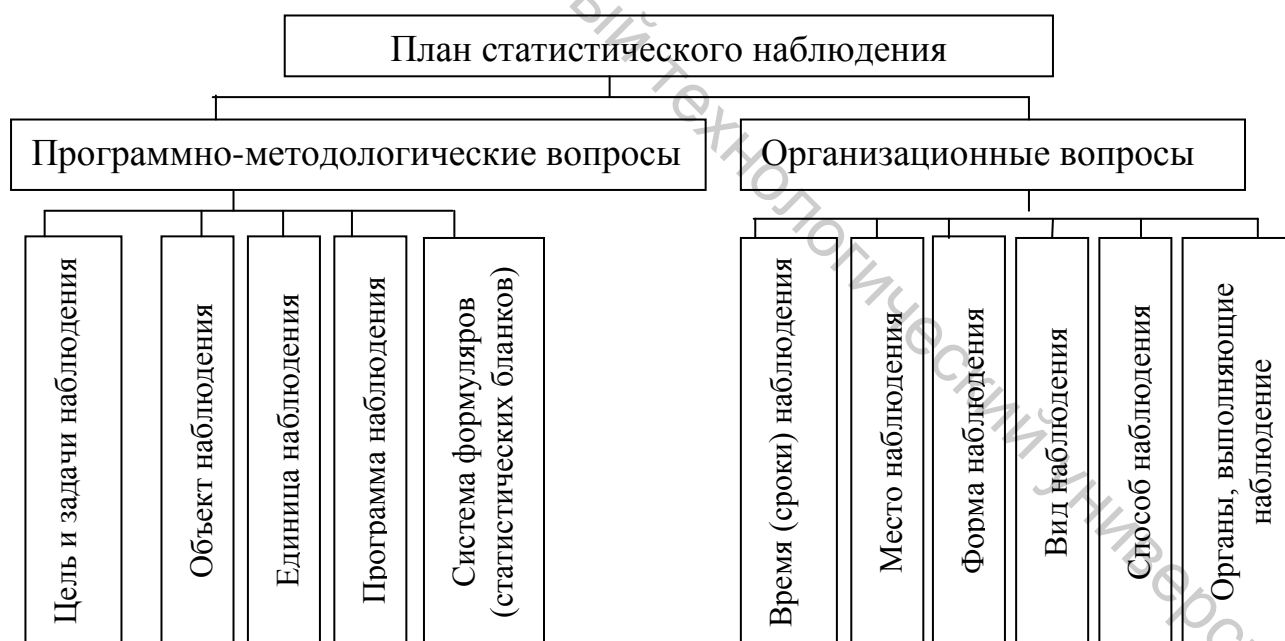 План статистического наблюдения
Программно-методологические вопросы
Организационные вопросы
Цель и задачи наблюдения
Объект наблюдения
Единица наблюдения
Программа наблюдения
Система формуляров
(статистических бланков)
Время (сроки) наблюдения
Место наблюдения
Форма наблюдения
Вид наблюдения
Способ наблюдения
Органы, выполняющие
наблюдение
технологический